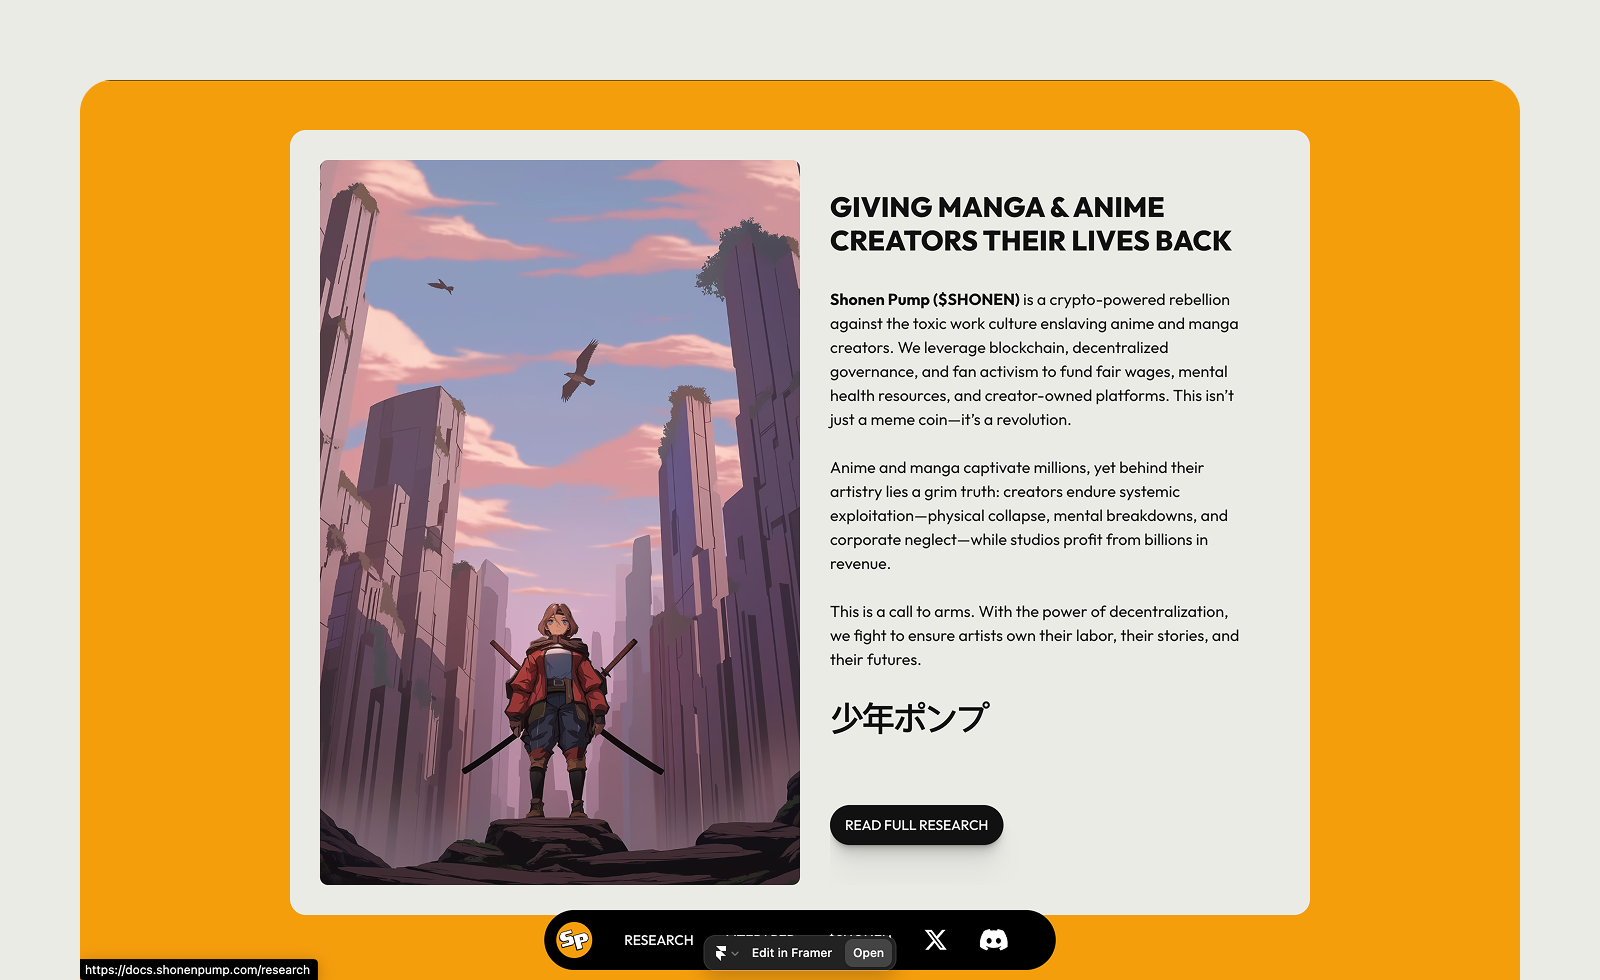 GIVING MANGA & ANIME
CREATORS THEIR LIVES BACK
Shonen Pump ($SHONEN) is a crypto-powered rebellion
against the toxic work culture enslaving anime and manga
creators. We leverage blockchain, decentralized
governance, and fan activism to fund fair wages, mental
health resources, and creator-owned platforms. This isn’t
just a meme coin—it’s a revolution.
Anime and manga captivate millions, yet behind their
artistry lies a grim truth: creators endure systemic
exploitation—physical collapse, mental breakdowns, and
corporate neglect—while studios profit from billions in
revenue.
This is a call to arms. With the power of decentralization,
we fight to ensure artists own their labor, their stories, and
their futures.
少年ポンプ
READ FULL RESEARCH
SP
RESEARCH
Edit in Framer
Open
https://docs.shonenpump.com/research